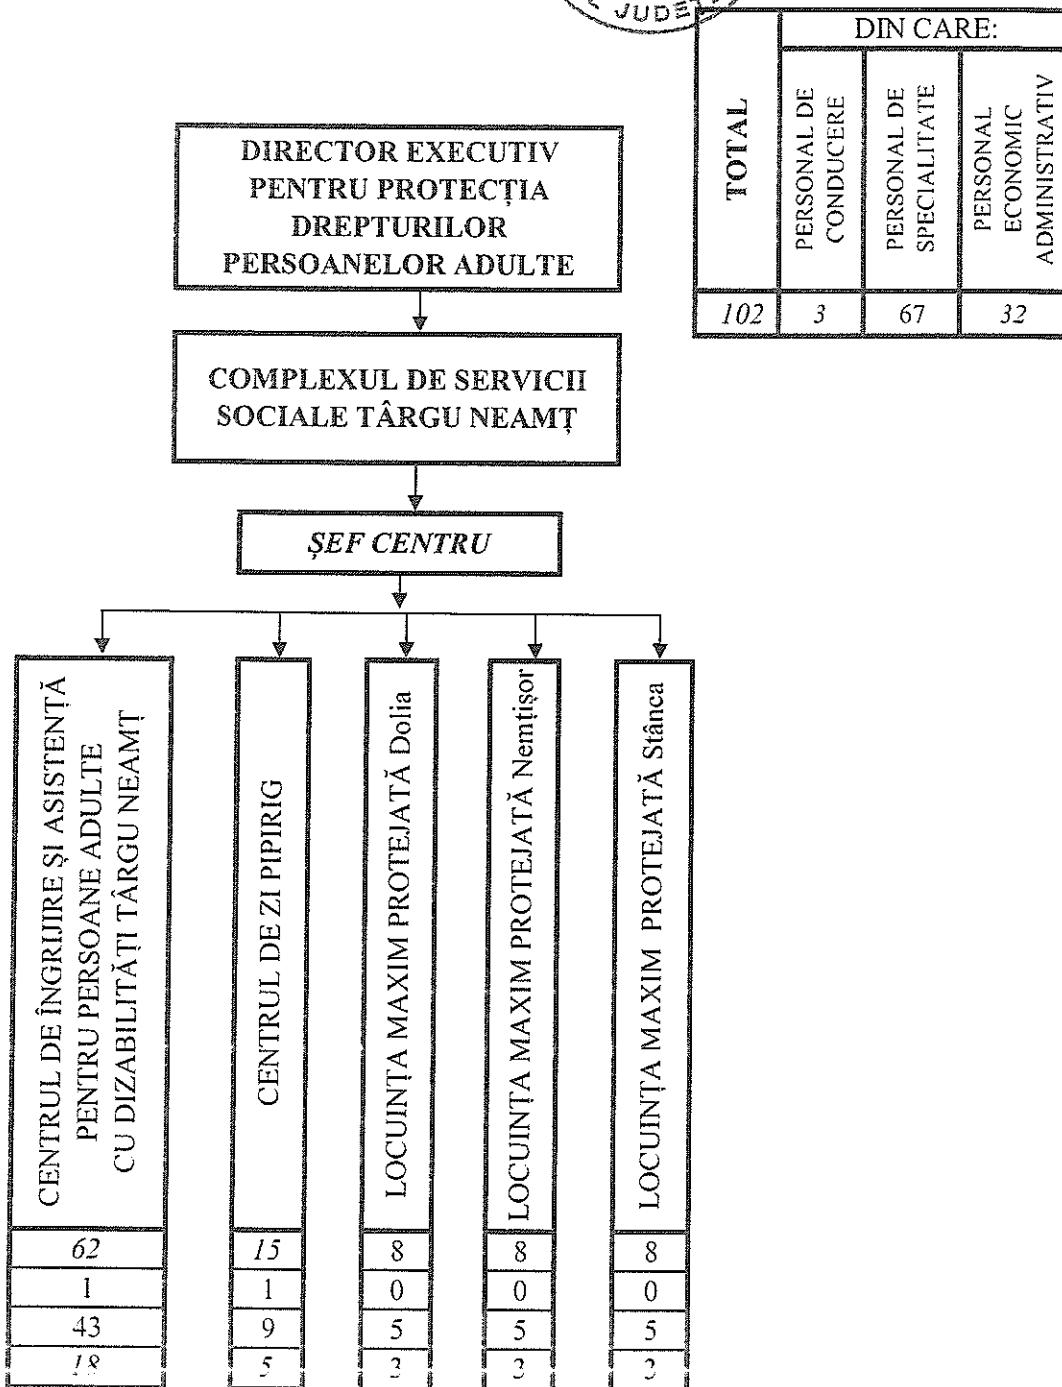 JUDEȚ
DIN CARE:
TOTAL
PERSONAL DE
CONDUCERE
PERSONAL DE
SPECIALITATE
PERSONAL
ECONOMIC
ADMINISTRATIV
102 3 67 32
DIRECTOR EXECUTIV
PENTRU PROTECȚIA
DREPTURILOR
PERSOANELOR ADULTE
COMPLEXUL DE SERVICII
SOCIALE TÂRGU NEAMȚ
ȘEF CENTRU
CENTRUL DE ÎNGRIJIRE ȘI ASISTENȚĂ
PENTRU PERSOANE ADULTE
CU DIZABILITĂȚI TÂRGU NEAMȚ
CENTRUL DE ZI PIPIRIG
LOCUINȚA MAXIM PROTEJATĂ Dolia
LOCUINȚA MAXIM PROTEJATĂ Nemțișor
LOCUINȚA MAXIM PROTEJATĂ Stânca
62 15 8 8 8
1 1 0 0 0
43 9 5 5 5
18 5 3 3 3